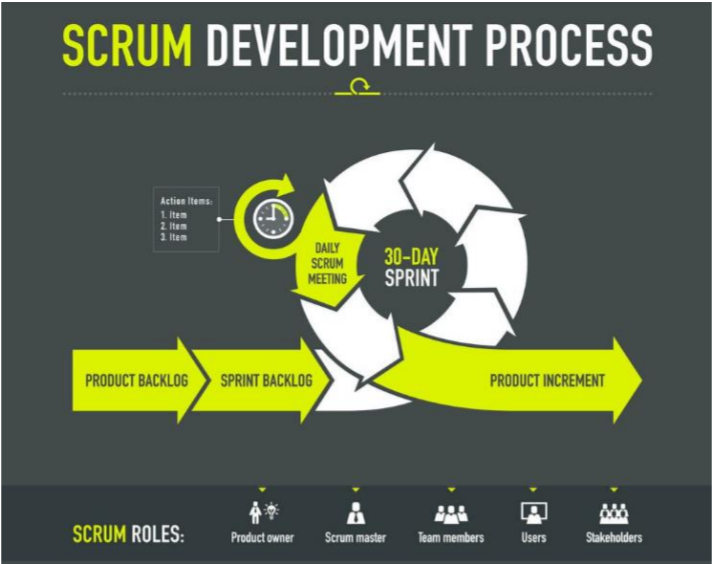 SCRUM DEVELOPMENT PROCESS
Action Items:
1. Item
2. Item
3. Item
DAILY
SCRUM
MEETING
30-DAY
SPRINT
PRODUCT BACKLOG
SPRINT BACKLOG
PRODUCT INCREMENT
SCRUM ROLES:
Product owner
Scrum master
Team members
Users
Stakeholders